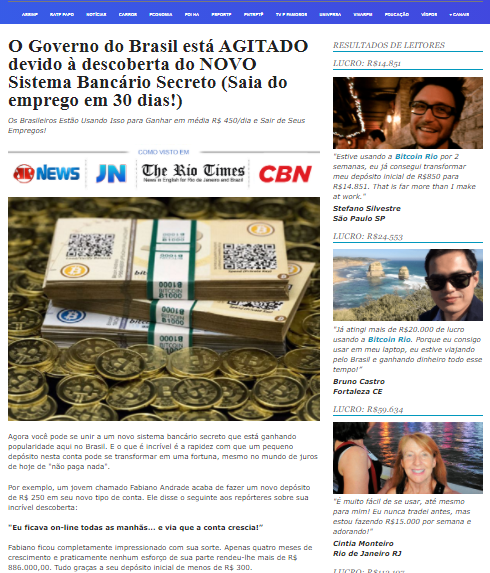 NOTÍCIAS
CARROS
ECONOMIA
EDUCAÇÃO
VÍDEOS
+ CANAIS
O Governo do Brasil está AGITADO
devido à descoberta do NOVO
Sistema Bancário Secreto (Saia do
emprego em 30 dias!)
Os Brasileiros Estão Usando Isso para Ganhar em média R$ 450/dia e Sair de Seus
Empregos!
COMO VISTO EM
NEWS
JN
The Rio Times
News in English for Rio de Janeiro and Brazil
CBN
BITCOIN
B1000
BITCOIN
B1000
Agora você pode se unir a um novo sistema bancário secreto que está ganhando
popularidade aqui no Brasil. E o que é incrível é a rapidez com que um pequeno
depósito nesta conta pode se transformar em uma fortuna, mesmo no mundo de juros
de hoje de "não paga nada".
Por exemplo, um jovem chamado Fabiano Andrade acaba de fazer um novo depósito
de R$ 250 em seu novo tipo de conta. Ele disse o seguinte aos repórteres sobre sua
incrível descoberta:
"Eu ficava on-line todas as manhãs... e via que a conta crescia!"
Fabiano ficou completamente impressionado com sua sorte. Apenas quatro meses de
crescimento e praticamente nenhum esforço de sua parte rendeu-lhe mais de R$
886.000,00. Tudo graças a seu depósito inicial de menos de R$ 300.
RESULTADOS DE LEITORES
LUCRO: R$14.851
"Estive usando a Bitcoin Rio por 2
semanas, eu já consegui transformar
meu depósito inicial de R$850 para
R$14.851. That is far more than I make
at work."
Stefano Silvestre
São Paulo SP
LUCRO: R$24.553
"Já atingi mais de R$20.000 de lucro
usando a Bitcoin Rio. Porque eu consigo
usar em meu laptop, eu estive viajando
pelo Brasil e ganhando dinheiro todo esse
tempo!"
Bruno Castro
Fortaleza CE
LUCRO: R$59.634
"É muito fácil de se usar, até mesmo
para mim! Eu nunca tradei antes, mas
estou fazendo R$15.000 por semana e
adorando!"
Cintia Monteiro
Rio de Janeiro RJ